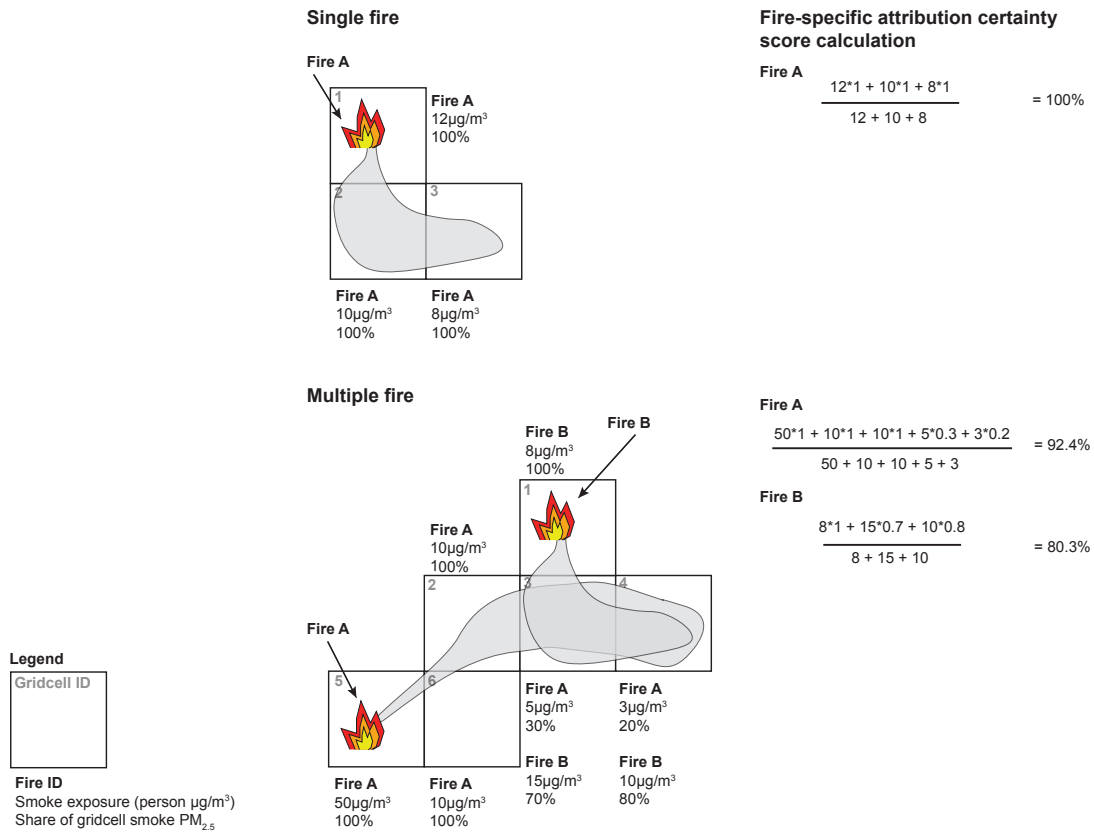 Single fire
Fire-specific attribution certainty
score calculation
Fire A
1
Fire A
12µg/m³
100%
2
3
Fire A
10µg/m³
100%
Fire A
8µg/m³
100%
Fire A
12*1 + 10*1 + 8*1
12 + 10 + 8
= 100%
Multiple fire
Fire B
Fire B
8µg/m³
100%
1
Fire A
10µg/m³
100%
2
3
4
Fire A
5
6
Fire A
5µg/m³
30%
Fire A
3µg/m³
20%
Fire B
15µg/m³
70%
Fire B
10µg/m³
80%
Fire A
50µg/m³
100%
Fire A
10µg/m³
100%
Fire A
50*1 + 10*1 + 10*1 + 5*0.3 + 3*0.2
50 + 10 + 10 + 5 + 3
= 92.4%
Fire B
8*1 + 15*0.7 + 10*0.8
8 + 15 + 10
= 80.3%
Legend
Gridcell ID
Fire ID
Smoke exposure (person µg/m³)
Share of gridcell smoke PM₂.₅